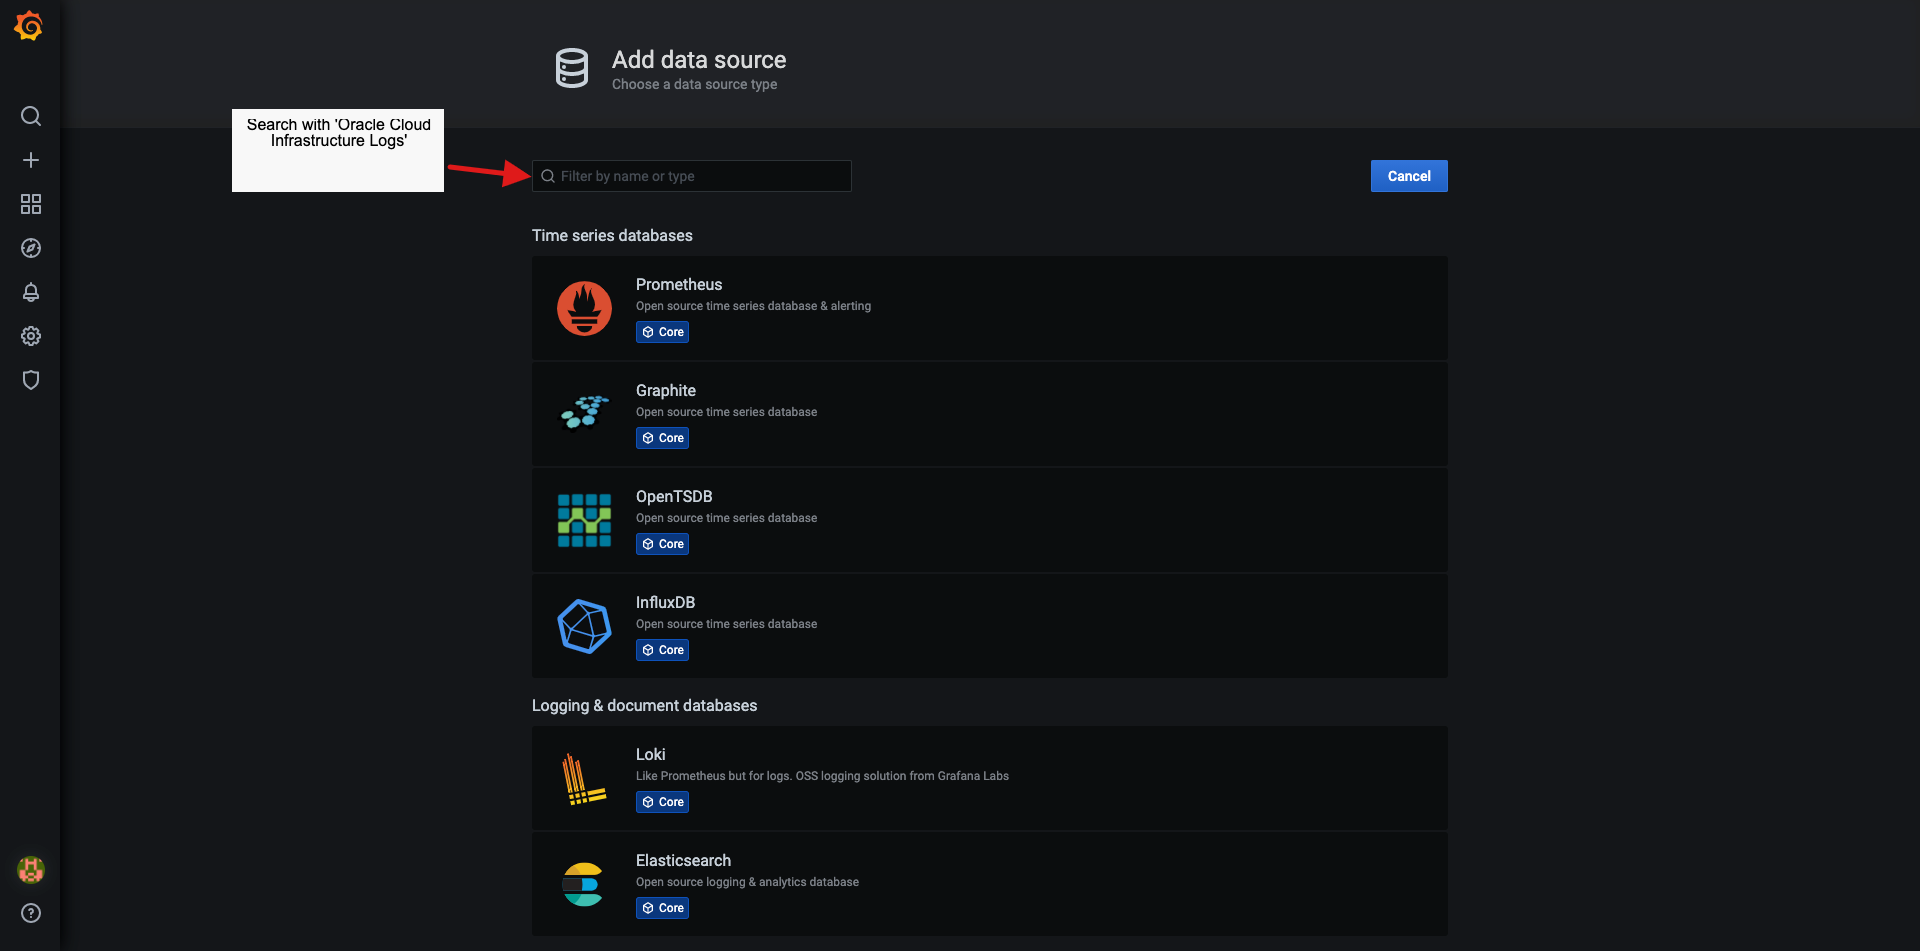 Add data source
Choose a data source type
Search with 'Oracle Cloud
Infrastructure Logs'
Filter by name or type
Cancel
Time series databases
Prometheus
Open source time series database & alerting
Core
Graphite
Open source time series database
Core
OpenTSDB
Open source time series database
Core
InfluxDB
Open source time series database
Core
Logging & document databases
Loki
Like Prometheus but for logs. OSS logging solution from Grafana Labs
Core
Elasticsearch
Open source logging & analytics database
Core